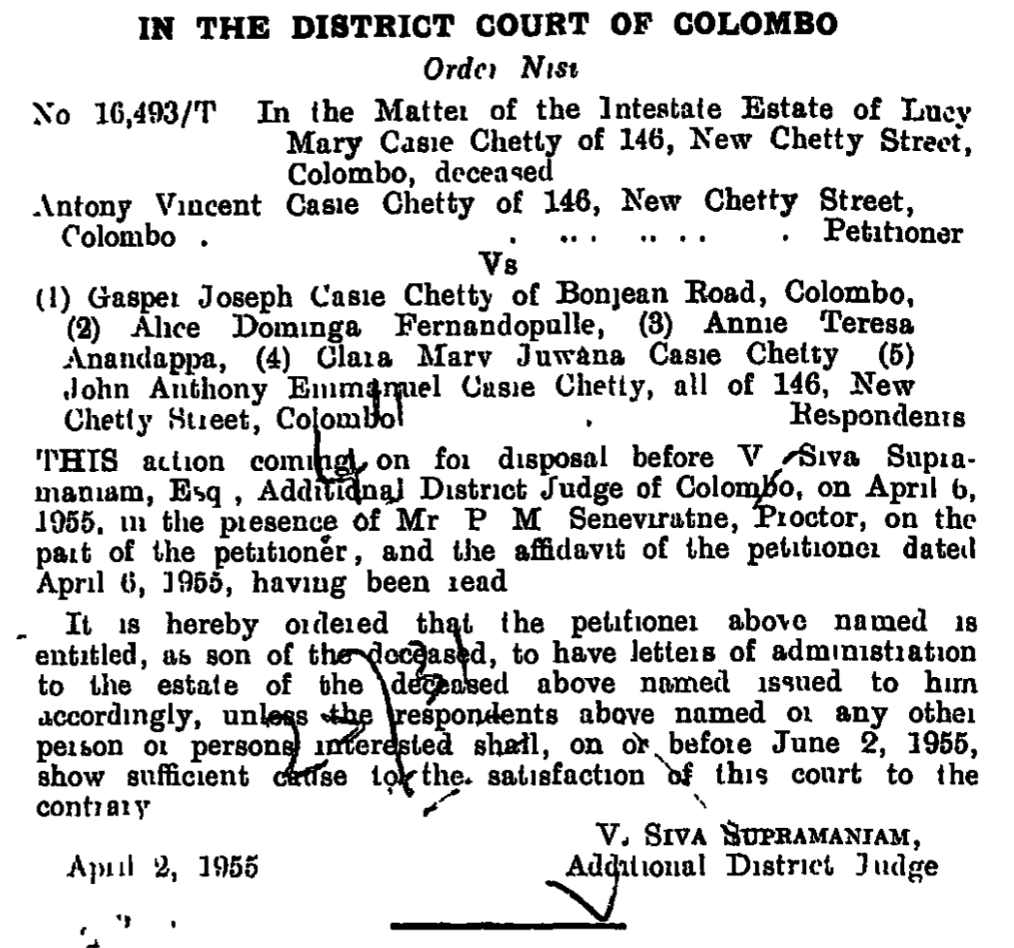 IN THE DISTRICT COURT OF COLOMBO
Order Nisi
No 16,493/T In the Matter of the Intestate Estate of Lucy
Mary Casie Chetty of 146, New Chetty Street,
Colombo, deceased
Antony Vincent Casie Chetty of 146, New Chetty Street,
Colombo . . ... .. . . . Petitioner
Vs
(1) Gasper Joseph Casie Chetty of Bonjean Road, Colombo,
(2) Alice Dominga Fernandopulle, (3) Annie Teresa
Anandappa, (4) Clara Mary Juwana Casie Chetty (5)
John Anthony Emmanuel Casie Chetty, all of 146, New
Chetty Street, Colombo . Respondents
THIS action coming on for disposal before V Siva Supra-
maniam, Esq , Additional District Judge of Colombo, on April 6,
1955, in the presence of Mr P M Seneviratne, Proctor, on the
part of the petitioner, and the affidavit of the petitioner dated
April 6, 1955, having been read
It is hereby ordered that the petitioner above named is
entitled, as son of the deceased, to have letters of administration
to the estate of the deceased above named issued to him
accordingly, unless the respondents above named or any other
person or persons interested shall, on or before June 2, 1955,
show sufficient cause to the satisfaction of this court to the
contrary
V. SIVA SUPRAMANIAM,
April 2, 1955 Additional District Judge